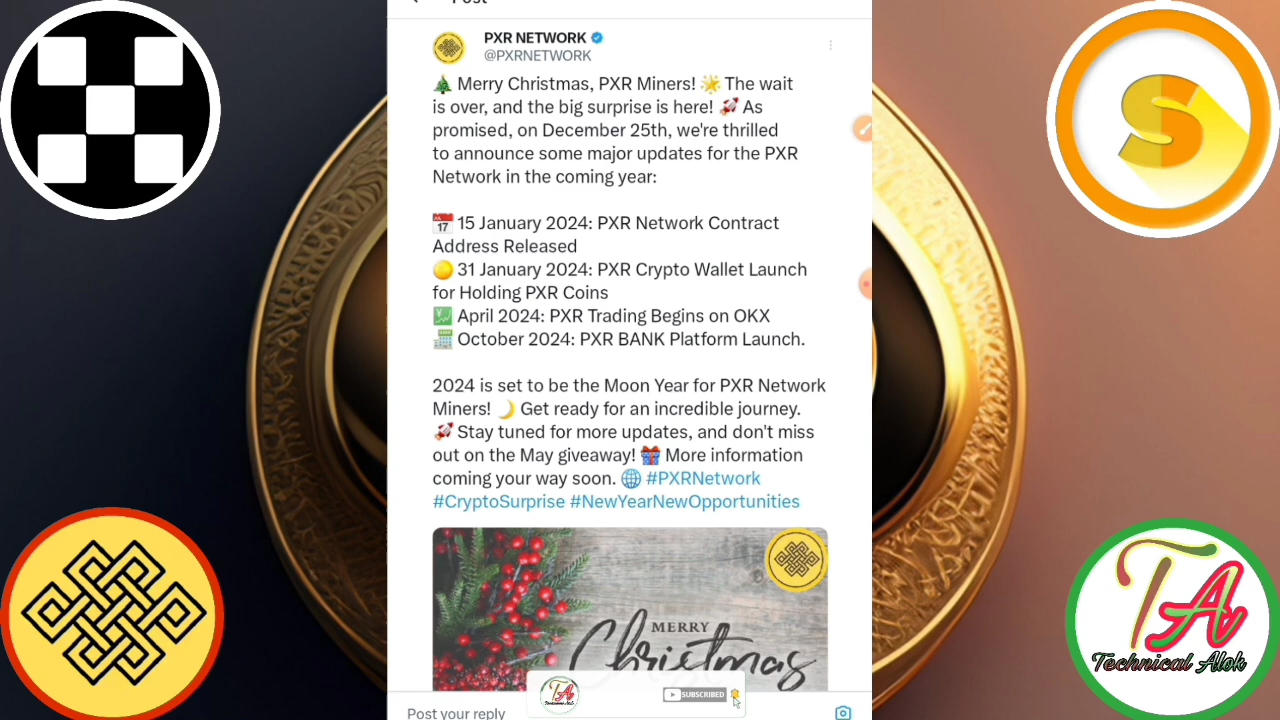 Post
PXR NETWORK
@PXRNETWORK
🎄 Merry Christmas, PXR Miners! 🌟 The wait
is over, and the big surprise is here! 🚀 As
promised, on December 25th, we're thrilled
to announce some major updates for the PXR
Network in the coming year:
📅 15 January 2024: PXR Network Contract
Address Released
🟡 31 January 2024: PXR Crypto Wallet Launch
for Holding PXR Coins
💹 April 2024: PXR Trading Begins on OKX
🏦 October 2024: PXR BANK Platform Launch.
2024 is set to be the Moon Year for PXR Network
Miners! 🌙 Get ready for an incredible journey.
🚀 Stay tuned for more updates, and don't miss
out on the May giveaway! 🎁 More information
coming your way soon. 🌐 #PXRNetwork
#CryptoSurprise #NewYearNewOpportunities
MERRY
Christmas
SUBSCRIBED
Post your reply
S
TA
Technical Alok